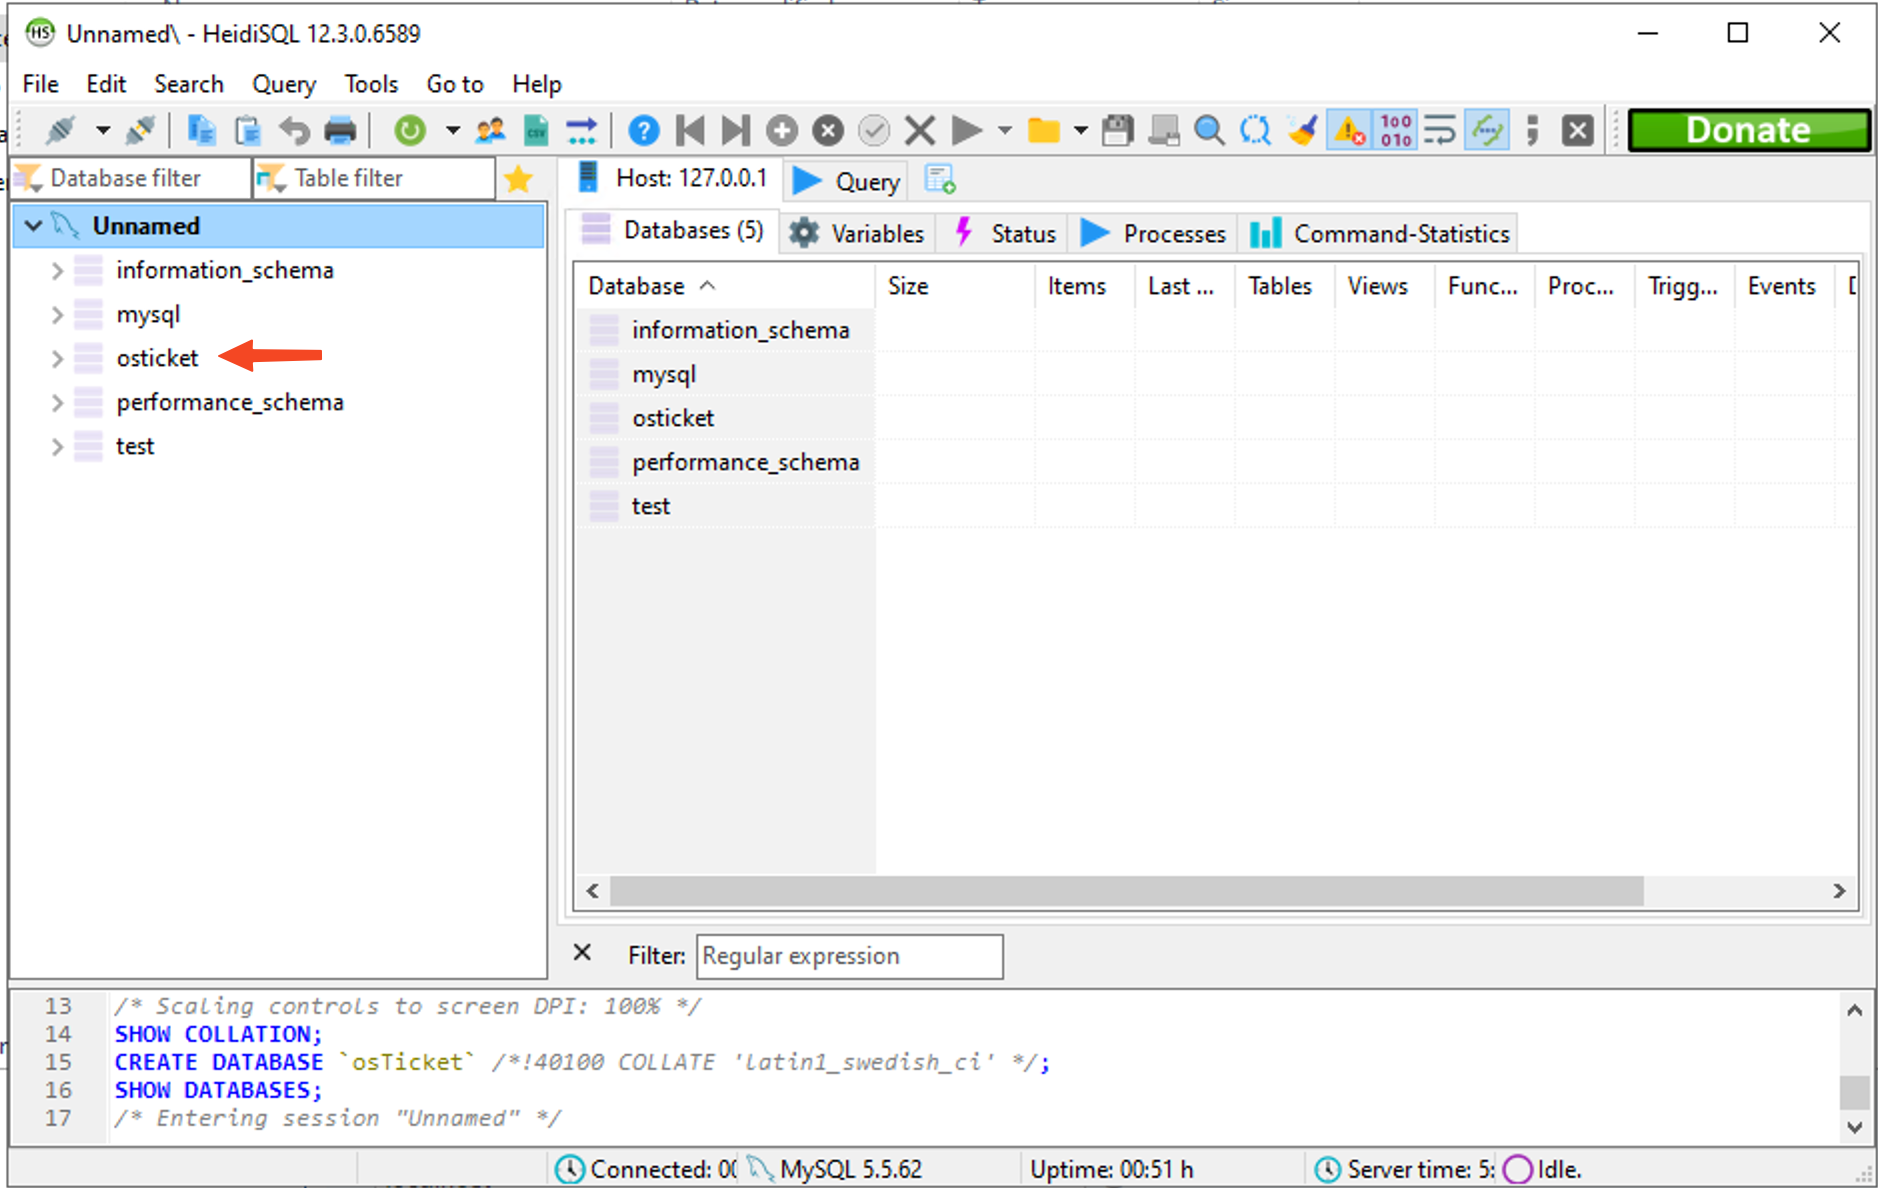 Unnamed\ - HeidiSQL 12.3.0.6589
File Edit Search Query Tools Go to Help
CSV
100
010
Donate
Database filter Table filter
Host: 127.0.0.1 Query
Unnamed
information_schema
mysql
osticket
performance_schema
test
Databases (5) Variables Status Processes Command-Statistics
Database Size Items Last ... Tables Views Func... Proc... Trigg... Events
information_schema
mysql
osticket
performance_schema
test
Filter: Regular expression
13 /* Scaling controls to screen DPI: 100% */
14 SHOW COLLATION;
15 CREATE DATABASE `osTicket` /*!40100 COLLATE 'latin1_swedish_ci' */;
16 SHOW DATABASES;
17 /* Entering session "Unnamed" */
Connected: 00 MySQL 5.5.62 Uptime: 00:51 h Server time: 5: Idle.